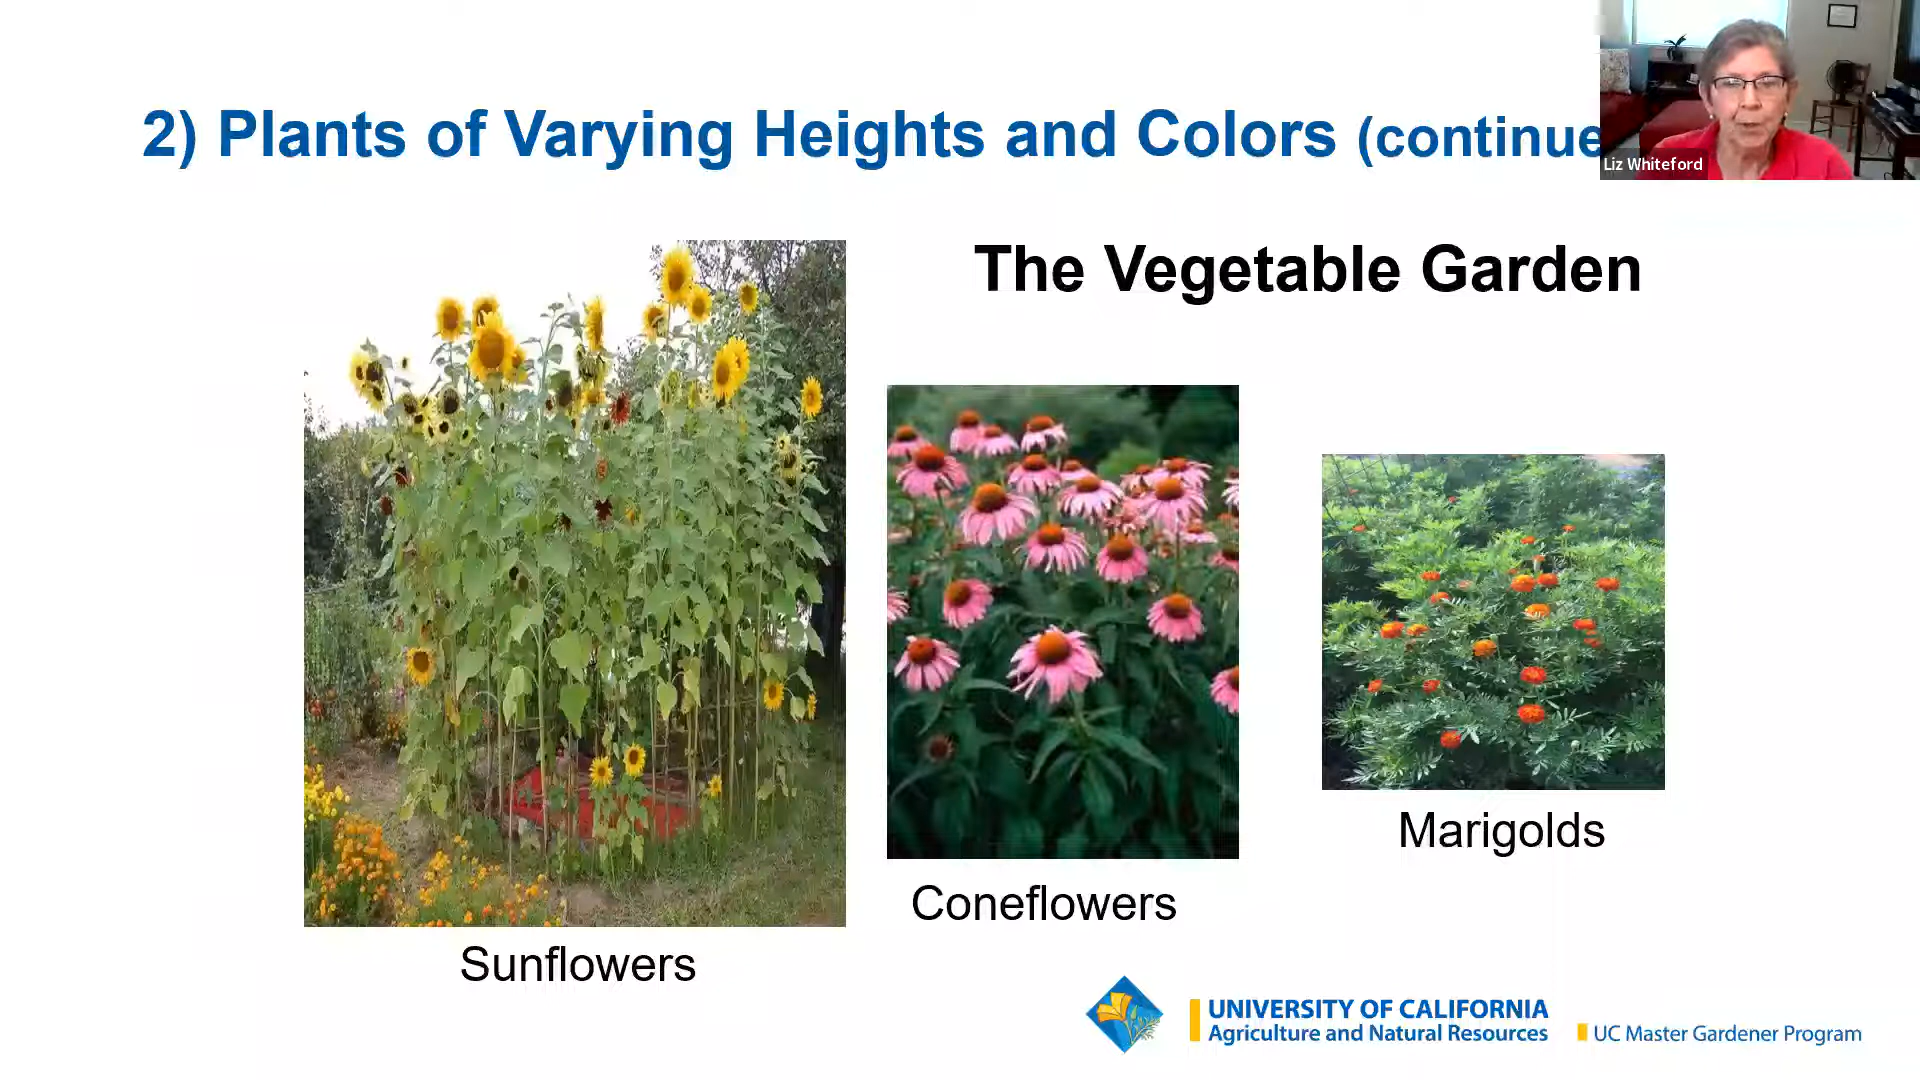 2) Plants of Varying Heights and Colors (continue
Liz Whiteford
The Vegetable Garden
Marigolds
Coneflowers
Sunflowers
UNIVERSITY OF CALIFORNIA
Agriculture and Natural Resources
UC Master Gardener Program